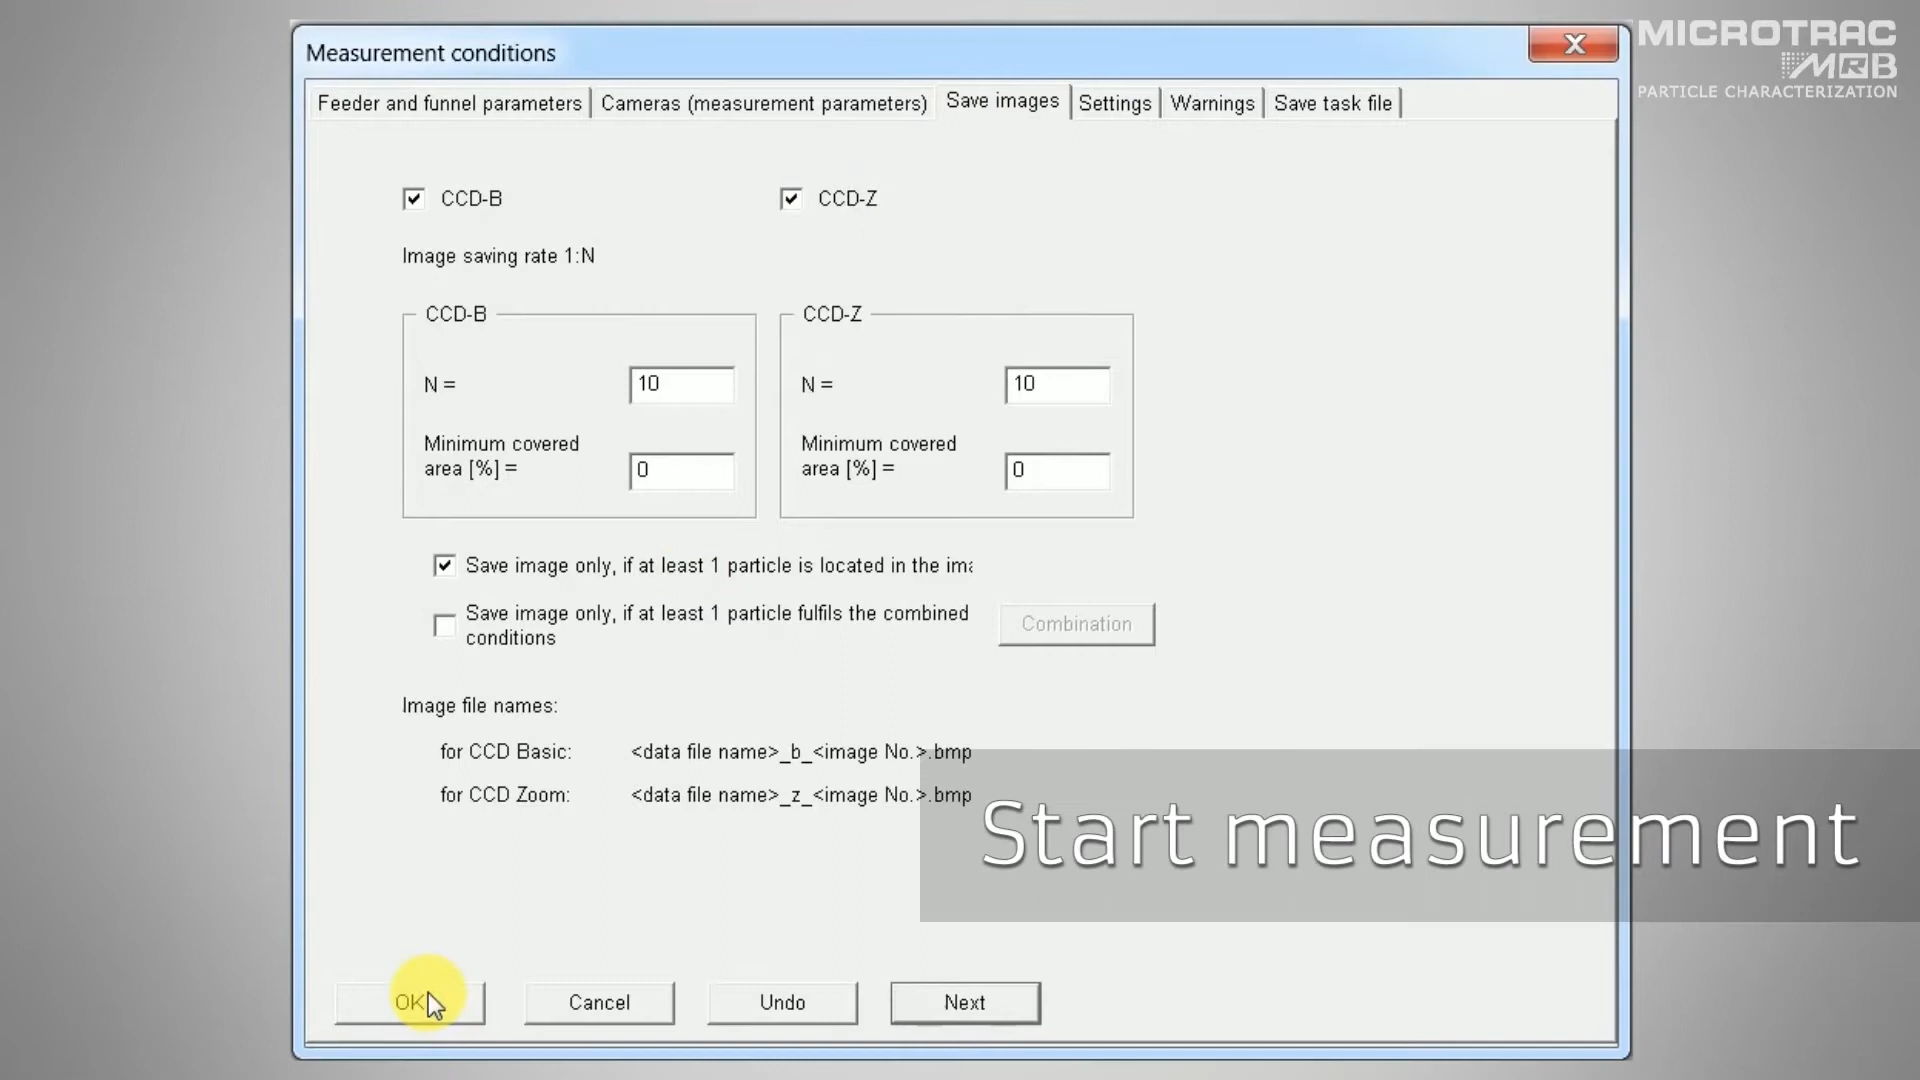 MICROTRAC
MRB
PARTICLE CHARACTERIZATION
Measurement conditions
X
Feeder and funnel parameters
Cameras (measurement parameters)
Save images
Settings
Warnings
Save task file
CCD-B
CCD-Z
Image saving rate 1:N
CCD-B
N =
10
Minimum covered
area [%] =
0
CCD-Z
N =
10
Minimum covered
area [%] =
0
Save image only, if at least 1 particle is located in the ima
Save image only, if at least 1 particle fulfils the combined
conditions
Combination
Image file names:
for CCD Basic: <data file name>_b_<image No.>.bmp
for CCD Zoom: <data file name>_z_<image No.>.bmp
Start measurement
OK
Cancel
Undo
Next